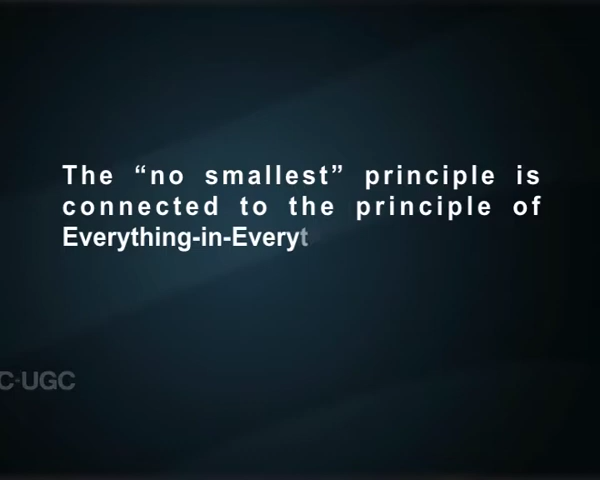 The “no smallest” principle is
connected to the principle of
Everything-in-Everyt
C-UGC